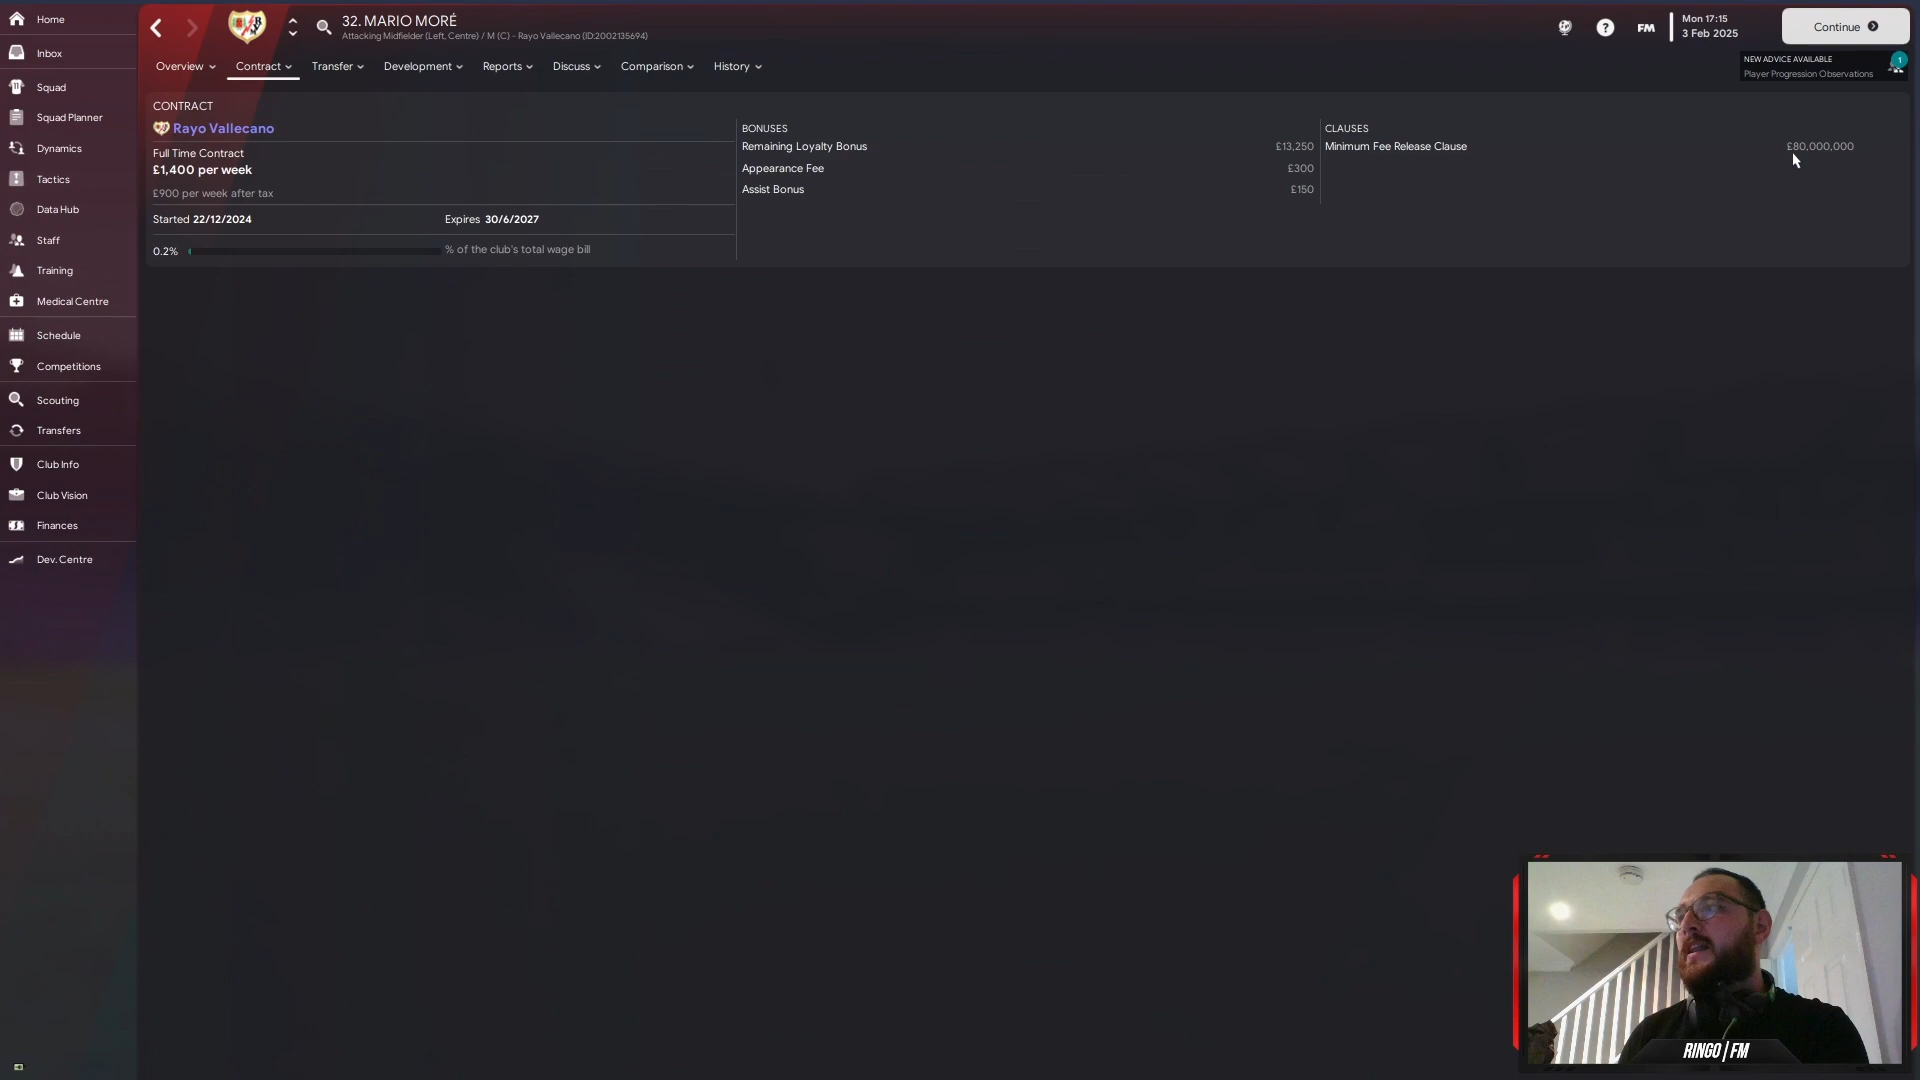 Home
Inbox
Squad
Squad Planner
Dynamics
Tactics
Data Hub
Staff
Training
Medical Centre
Schedule
Competitions
Scouting
Transfers
Club Info
Club Vision
Finances
Dev. Centre
32. MARIO MORÉ
Attacking Midfielder (Left, Centre) / M (C) - Rayo Vallecano (ID:2002135694)
FM
Mon 17:15
3 Feb 2025
Continue
Overview
Contract
Transfer
Development
Reports
Discuss
Comparison
History
NEW ADVICE AVAILABLE
Player Progression Observations
1
CONTRACT
Rayo Vallecano
Full Time Contract
£1,400 per week
£900 per week after tax
Started 22/12/2024
Expires 30/6/2027
0.2%
% of the club's total wage bill
BONUSES
Remaining Loyalty Bonus £13,250
Appearance Fee £300
Assist Bonus £150
CLAUSES
Minimum Fee Release Clause £80,000,000
RINGO|FM